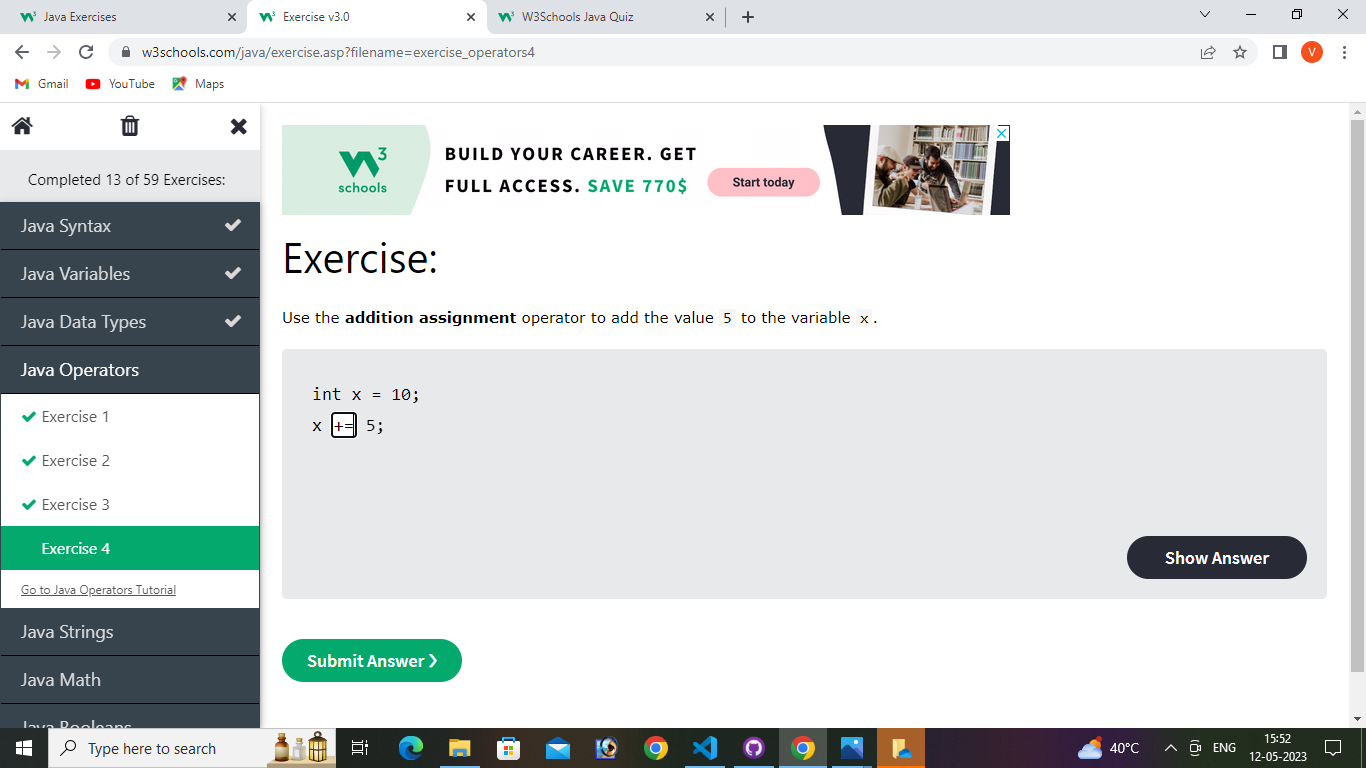 Java Exercises
Exercise v3.0
W3Schools Java Quiz
w3schools.com/java/exercise.asp?filename=exercise_operators4
V
Gmail
YouTube
Maps
Completed 13 of 59 Exercises:
Java Syntax
Java Variables
Java Data Types
Java Operators
Exercise 1
Exercise 2
Exercise 3
Exercise 4
Go to Java Operators Tutorial
Java Strings
Java Math
Java Booleans
3
schools
BUILD YOUR CAREER. GET
FULL ACCESS. SAVE 770$
Start today
Exercise:
Use the addition assignment operator to add the value 5 to the variable x.
int x = 10;
x += 5;
Show Answer
Submit Answer ❯
Type here to search
40°C
ENG
15:52
12-05-2023